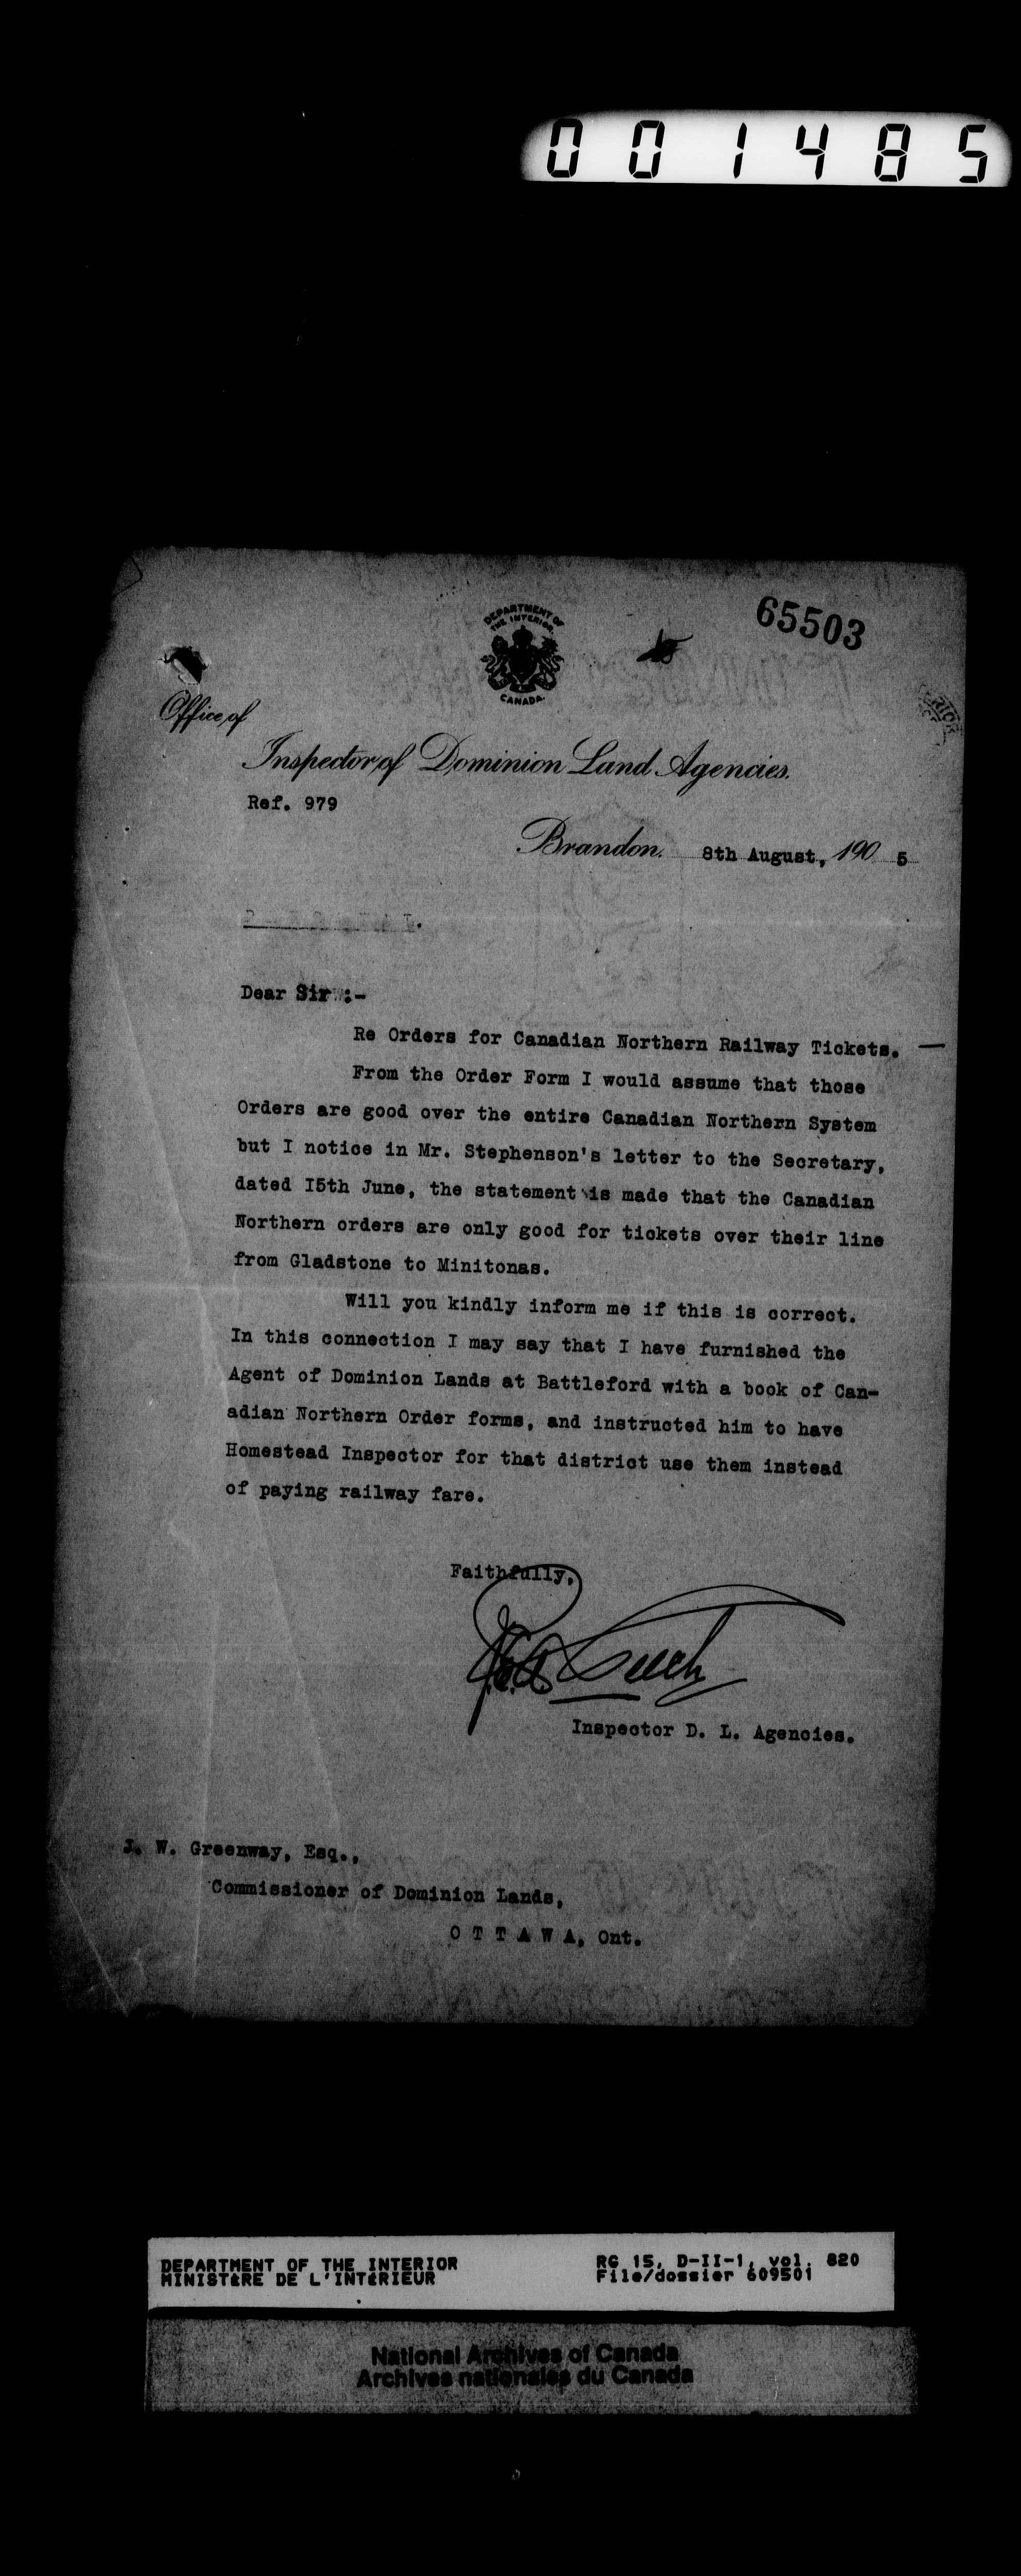 001485
65503
DEPARTMENT OF
THE INTERIOR
CANADA.
Office of
Inspector of Dominion Land Agencies.
Ref. 979
Brandon. 8th August, 190 5
Dear Sir :-
Re Orders for Canadian Northern Railway Tickets.
From the Order Form I would assume that those
Orders are good over the entire Canadian Northern System
but I notice in Mr. Stephenson's letter to the Secretary,
dated I5th June, the statement is made that the Canadian
Northern orders are only good for tickets over their line
from Gladstone to Minitonas.
Will you kindly inform me if this is correct.
In this connection I may say that I have furnished the
Agent of Dominion Lands at Battleford with a book of Can-
adian Northern Order forms, and instructed him to have
Homestead Inspector for that district use them instead
of paying railway fare.
Faithfully,
Inspector D. L. Agencies.
J. W. Greenway, Esq.,
Commissioner of Dominion Lands,
O T T A W A, Ont.
DEPARTMENT OF THE INTERIOR
MINISTÈRE DE L'INTÉRIEUR
RG 15, D-II-1, vol. 820
File/dossier 609501
National Archives of Canada
Archives nationales du Canada